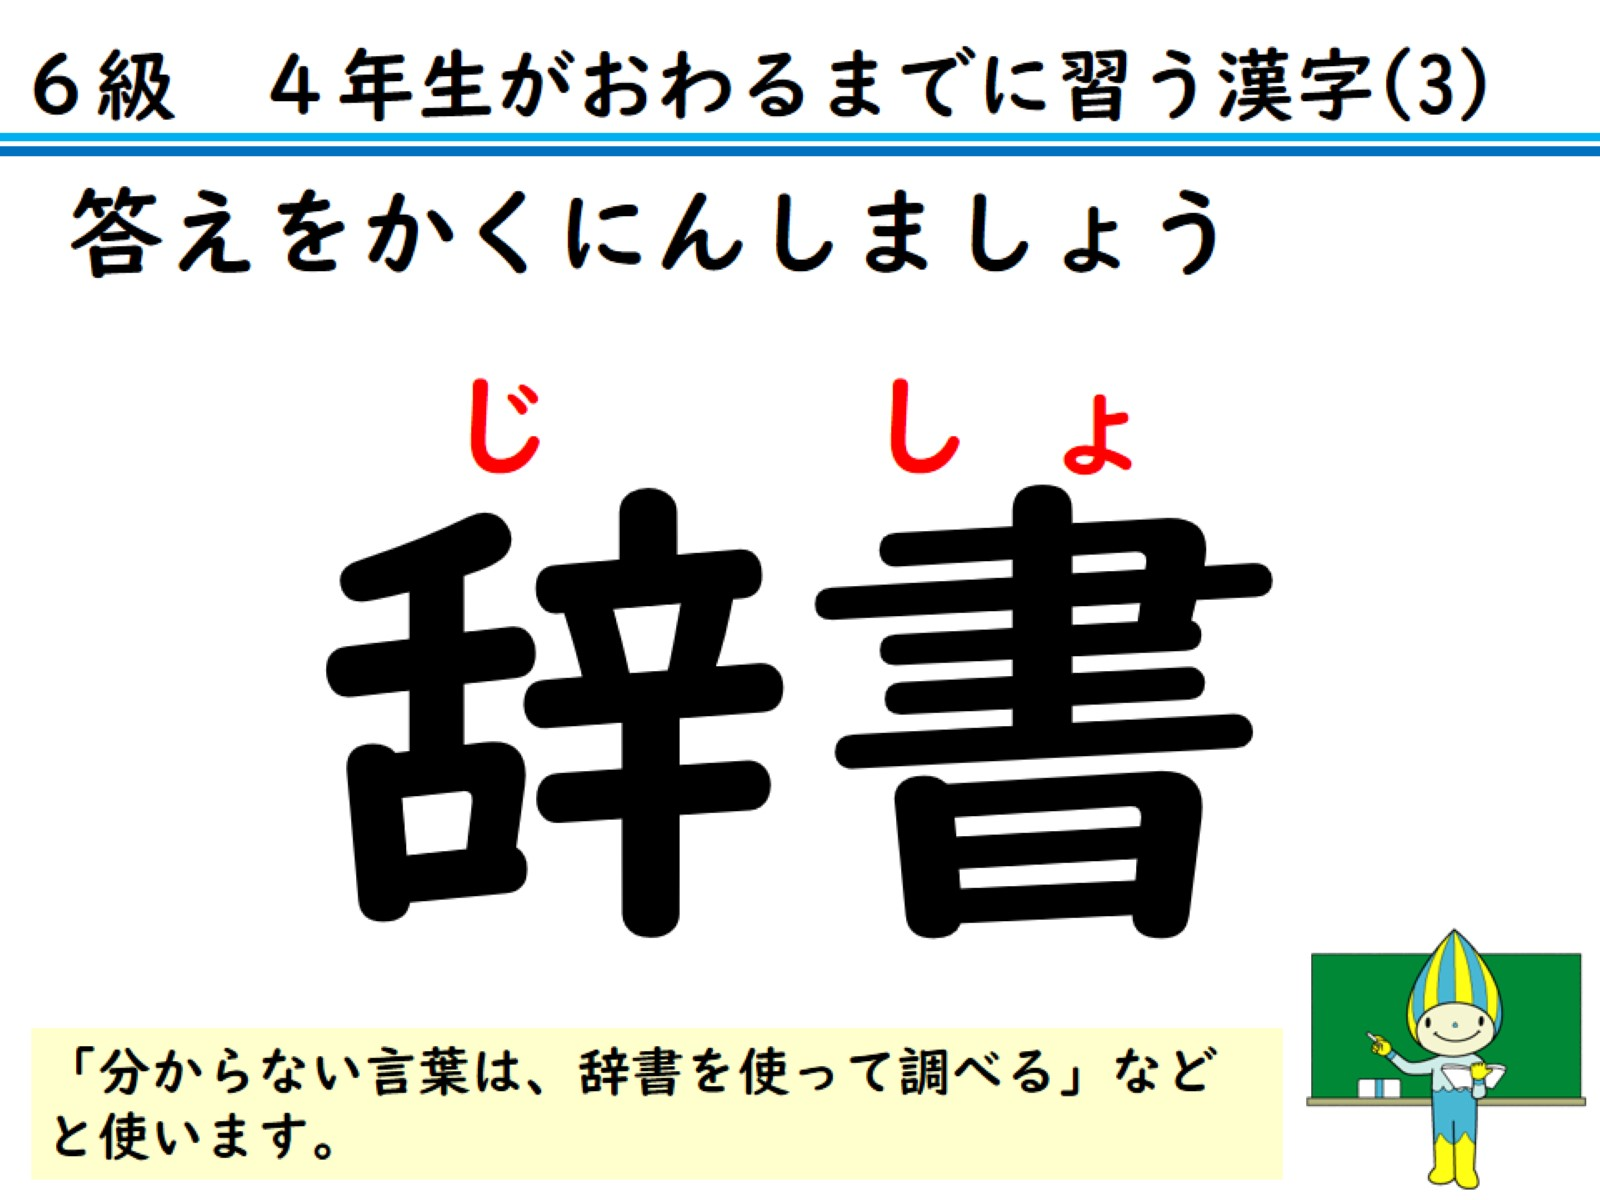 ６級　４年生がおわるまでに習う漢字(3)
答えをかくにんしましょう
じ　しょ
辞書
「分からない言葉は、辞書を使って調べる」など
と使います。